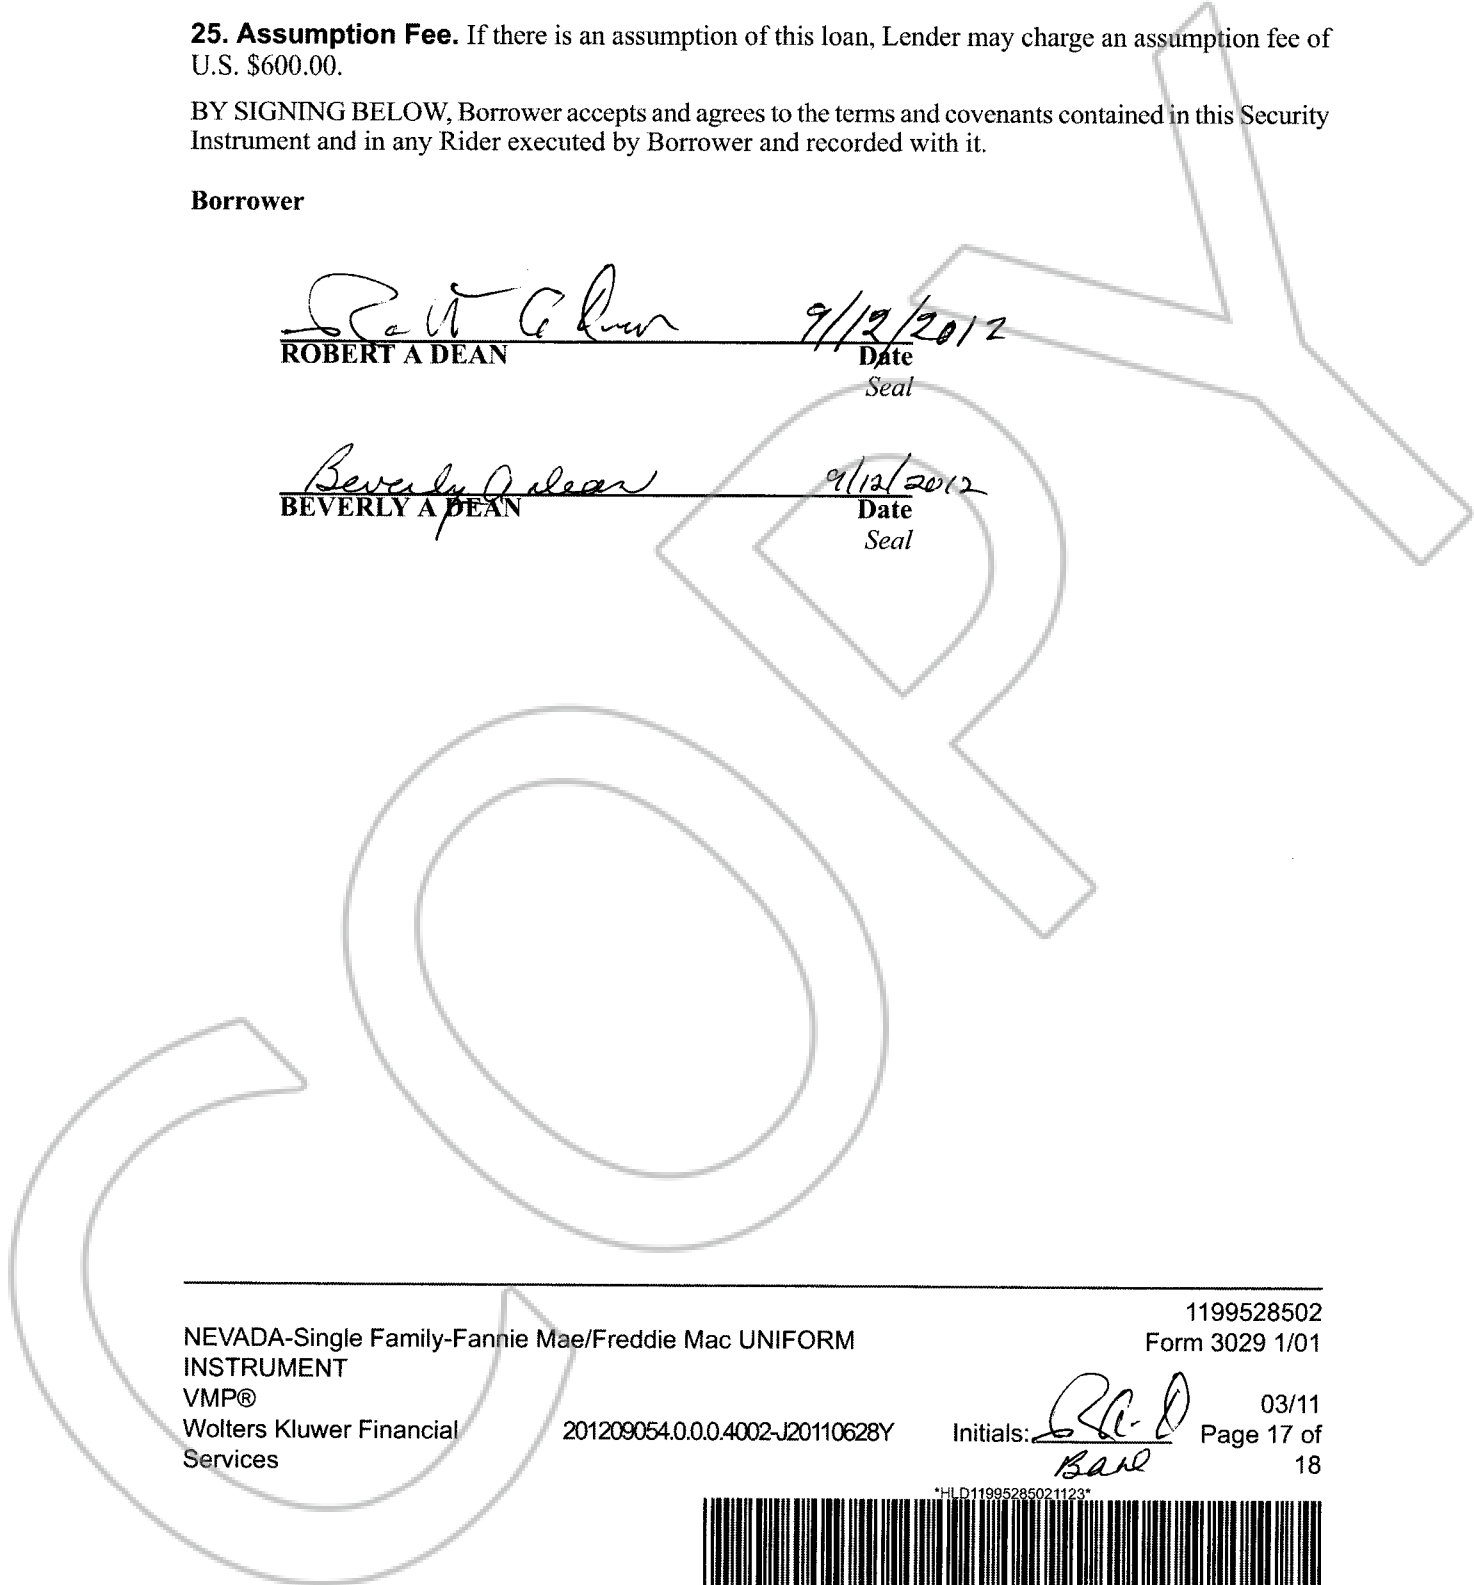 25. Assumption Fee. If there is an assumption of this loan, Lender may charge an assumption fee of
U.S. $600.00.
BY SIGNING BELOW, Borrower accepts and agrees to the terms and covenants contained in this Security
Instrument and in any Rider executed by Borrower and recorded with it.
Borrower
9/12/2012
ROBERT A DEAN Date
Seal
Beverly A Dean 9/12/2012
BEVERLY A DEAN Date
Seal
COPY
1199528502
NEVADA-Single Family-Fannie Mae/Freddie Mac UNIFORM Form 3029 1/01
INSTRUMENT
VMP® 03/11
Wolters Kluwer Financial 201209054.0.0.0.4002-J20110628Y Initials: Page 17 of
Services 18
*HLD11995285021123*